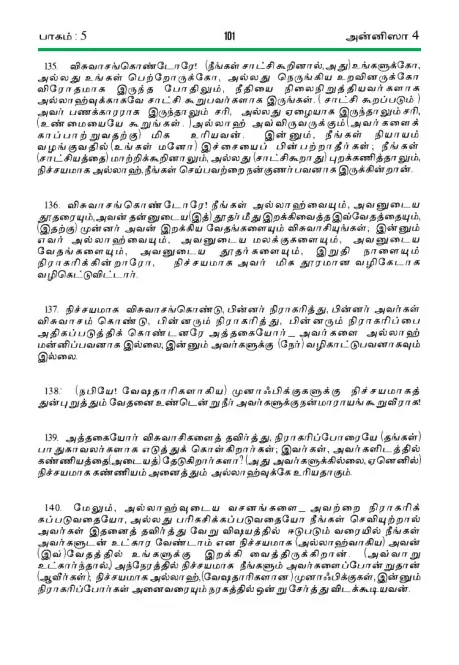 பாகம் : 5 101 அன்னிஸா 4
135. விசுவாசங்கொண்டோரே! (நீங்கள் சாட்சி கூறினால், அது) உங்களுக்கோ,
அல்லது உங்கள் பெற்றோருக்கோ, அல்லது நெருங்கிய உறவினருக்கோ
விரோதமாக இருந்த போதிலும், நீதியை நிலைநிறுத்தியவர்களாக
அல்லாஹ்வுக்காகவே சாட்சி கூறுபவர்களாக இருங்கள். ( சாட்சி கூறப்படும் )
அவர் பணக்காரராக இருந்தாலும் சரி, அல்லது ஏழையாக இருந்தாலும் சரி,
(உண்மையையே கூறுங்கள். )அல்லாஹ் அவ்விருவருக்கும் (அவர்களைக்
காப்பாற்றுவதற்கு) மிக உரியவன். இன்னும், நீங்கள் நியாயம்
வழங்குவதில் (உங்கள் மனோ) இச்சையைப் பின்பற்றாதீர்கள் ; நீங்கள்
(சாட்சியத்தை) மாற்றிக்கூறினாலும், அல்லது (சாட்சிகூறாது) புறக்கணித்தாலும்,
நிச்சயமாக அல்லாஹ், நீங்கள் செய்பவற்றை நன்குணர்பவனாக இருக்கின்றான்.
136. விசுவாசங்கொண்டோரே! நீங்கள் அல்லாஹ்வையும், அவனுடைய
தூதரையும், அவன் தன்னுடைய (இத்) தூதர் மீது இறக்கிவைத்த இவ்வேதத்தையும்,
(இதற்கு) முன்னர் அவன் இறக்கிய வேதங்களையும் விசுவாசியுங்கள்; இன்னும்
எவர் அல்லாஹ்வையும், அவனுடைய மலக்குகளையும், அவனுடைய
வேதங்களையும், அவனுடைய தூதர்களையும், இறுதி நாளையும்
நிராகரிக்கின்றாரோ, நிச்சயமாக அவர் மிக தூரமான வழிகேடாக
வழிகெட்டுவிட்டார்.
137. நிச்சயமாக விசுவாசங்கொண்டு, பின்னர் நிராகரித்து, பின்னர் அவர்கள்
விசுவாசம் கொண்டு, பின்னரும் நிராகரித்து, பின்னரும் நிராகரிப்பை
அதிகப்படுத்திக் கொண்டனரே அத்தகையோர் _ அவர்களை அல்லாஹ்
மன்னிப்பவனாக இல்லை; இன்னும் அவர்களுக்கு (நேர்) வழிகாட்டுபவனாகவும்
இல்லை.
138. (நபியே! வேஷதாரிகளாகிய) முனாஃபிக்குகளுக்கு நிச்சயமாகத்
துன்புறுத்தும் வேதனை உண்டென்று நீர் அவர்களுக்கு நன்மாராயங் கூறுவீராக!
139. அத்தகையோர் விசுவாசிகளைத் தவிர்த்து, நிராகரிப்போரையே (தங்கள்)
பாதுகாவலர்களாக எடுத்துக் கொள்கிறார்கள்; இவர்கள், அவர்களிடத்தில்
கண்ணியத்தை(அடையத்) தேடுகிறார்களா? (அது அவர்களுக்கில்லை, ஏனெனில்)
நிச்சயமாக கண்ணியம் அனைத்தும் அல்லாஹ்வுக்கே உரியதாகும்.
140. மேலும், அல்லாஹ்வுடைய வசனங்களை_ அவற்றை நிராகரிக்
கப்படுவதையோ, அல்லது பரிகசிக்கப்படுவதையோ நீங்கள் செவியுற்றால்
அவர்கள் இதனைத் தவிர்த்து வேறு விஷயத்தில் ஈடுபடும் வரையில் நீங்கள்
அவர்களுடன் உட்கார வேண்டாம் என நிச்சயமாக (அல்லாஹ்வாகிய) அவன்
(இவ்)வேதத்தில் உங்களுக்கு இறக்கி வைத்திருக்கிறான். (அவ்வாறு
உட்கார்ந்தால்,) அந்நேரத்தில் நிச்சயமாக நீங்களும் அவர்களைப்போன்றுதான்
(ஆவீர்கள்); நிச்சயமாக அல்லாஹ், (வேஷதாரிகளான) முனாஃபிக்குகள், இன்னும்
நிராகரிப்போர்கள் அனைவரையும் நரகத்தில் ஒன்று சேர்த்து விடக்கூடியவன்.